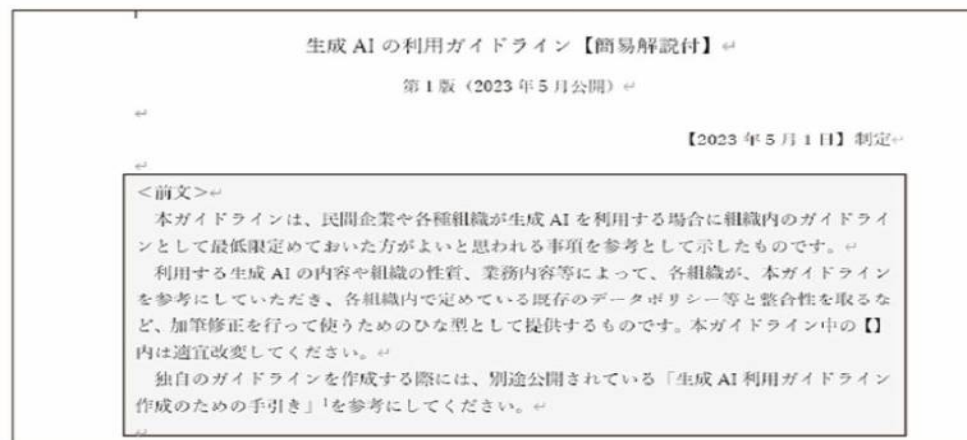 生成 AI の利用ガイドライン【簡易解説付】↵
第 1 版（2023 年 5 月公開）↵
↵
【2023 年 5 月 1 日】制定↵
↵
＜前文＞↵
　本ガイドラインは、民間企業や各種組織が生成 AI を利用する場合に組織内のガイドライ
ンとして最低限定めておいた方がよいと思われる事項を参考として示したものです。↵
　利用する生成 AI の内容や組織の性質、業務内容等によって、各組織が、本ガイドライン
を参考にしていただき、各組織内で定めている既存のデータポリシー等と整合性を取るな
ど、加筆修正を行って使うためのひな型として提供するものです。本ガイドライン中の【】
内は適宜改変してください。↵
　独自のガイドラインを作成する際には、別途公開されている「生成 AI 利用ガイドライン
作成のための手引き」¹を参考にしてください。↵
↵